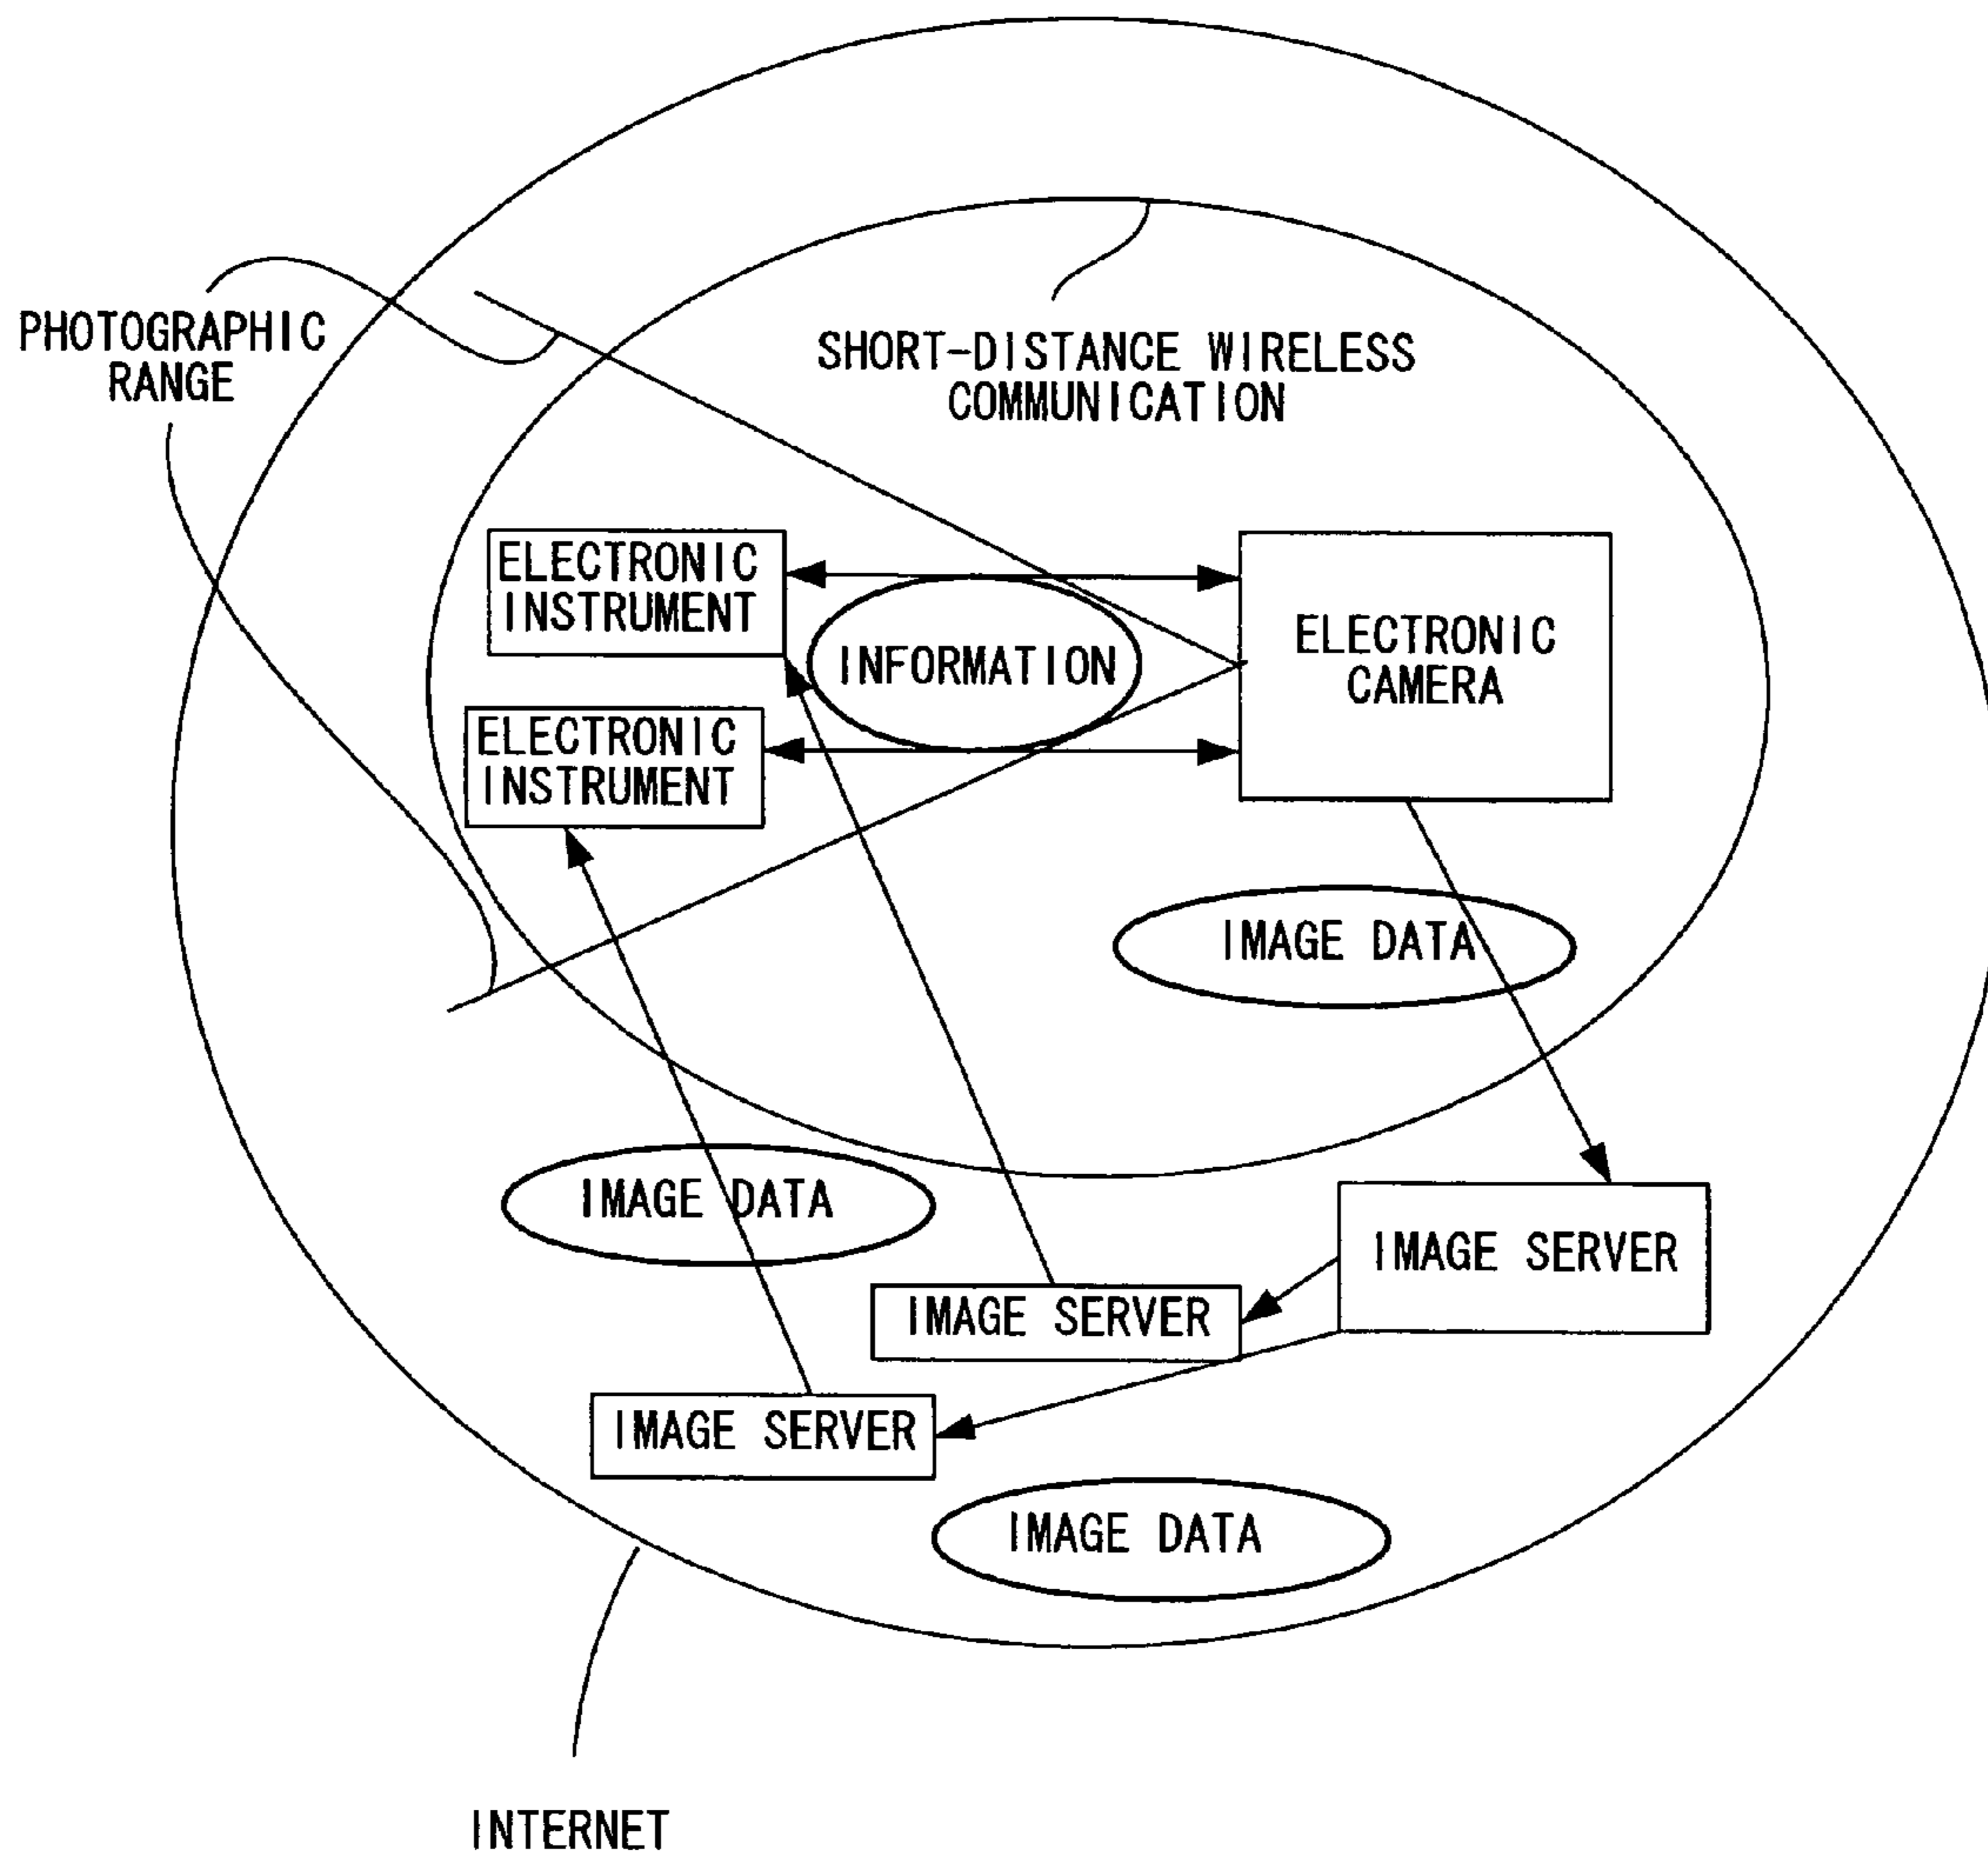 PHOTOGRAPHIC
RANGE
SHORT-DISTANCE WIRELESS
COMMUNICATION
ELECTRONIC
INSTRUMENT
INFORMATION
ELECTRONIC
CAMERA
ELECTRONIC
INSTRUMENT
IMAGE DATA
IMAGE DATA
IMAGE SERVER
IMAGE SERVER
IMAGE SERVER
IMAGE DATA
INTERNET